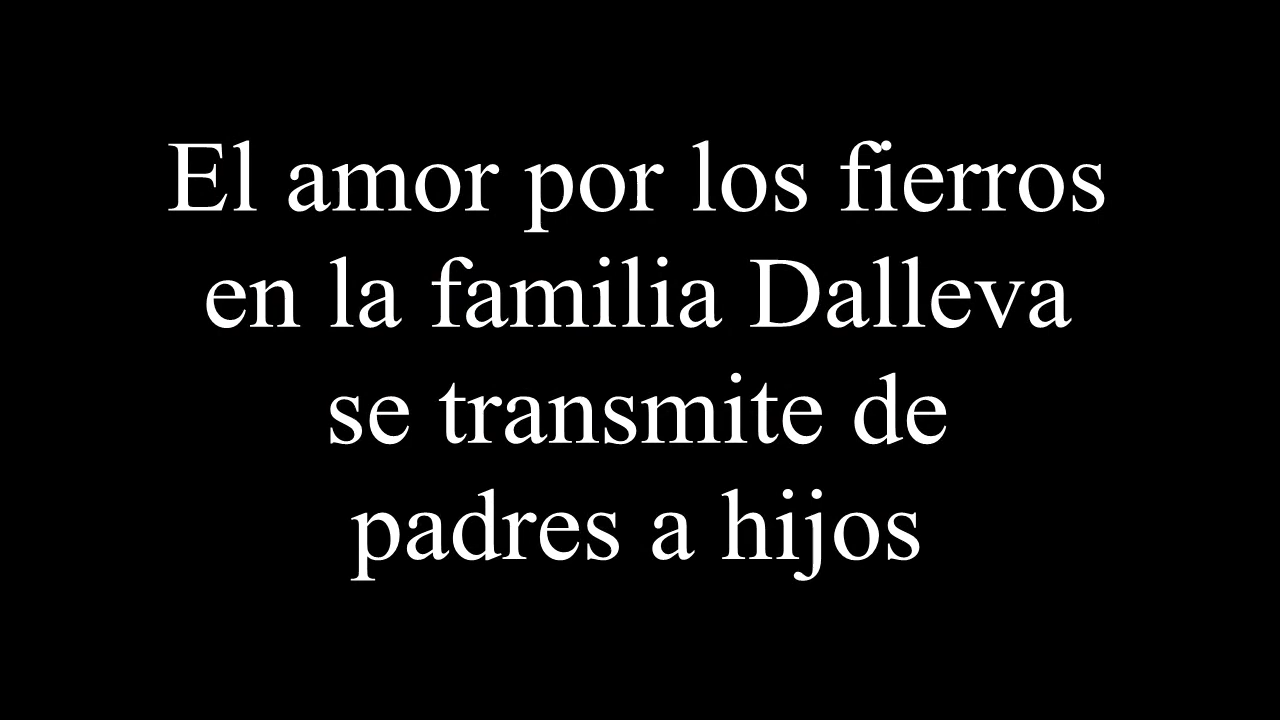 El amor por los fierros
en la familia Dalleva
se transmite de
padres a hijos